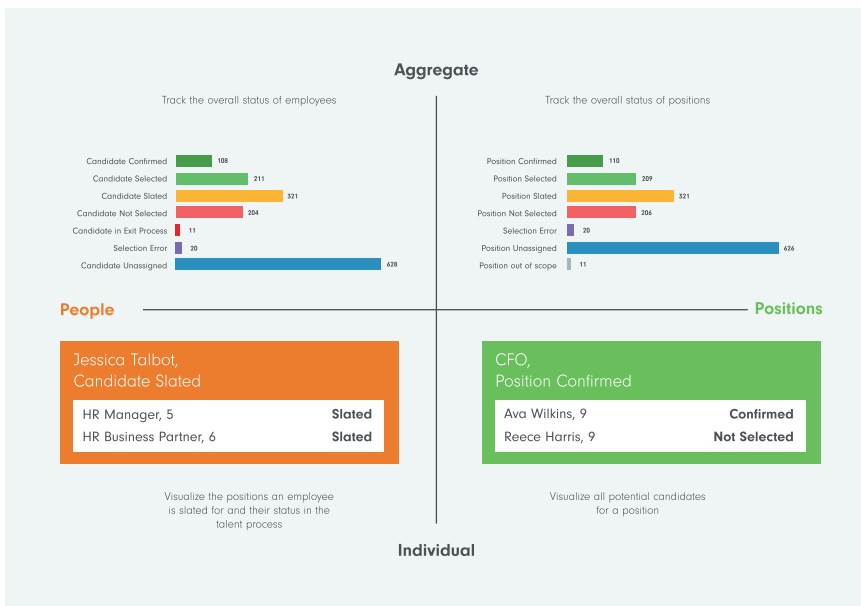 Aggregate
Track the overall status of employees
Candidate Confirmed 108
Candidate Selected 211
Candidate Slated 321
Candidate Not Selected 204
Candidate in Exit Process 11
Selection Error 20
Candidate Unassigned 628
Track the overall status of positions
Position Confirmed 110
Position Selected 209
Position Slated 321
Position Not Selected 206
Selection Error 20
Position Unassigned 626
Position out of scope 11
People
Positions
Jessica Talbot,
Candidate Slated
HR Manager, 5 Slated
HR Business Partner, 6 Slated
Visualize the positions an employee
is slated for and their status in the
talent process
CFO,
Position Confirmed
Ava Wilkins, 9 Confirmed
Reece Harris, 9 Not Selected
Visualize all potential candidates
for a position
Individual